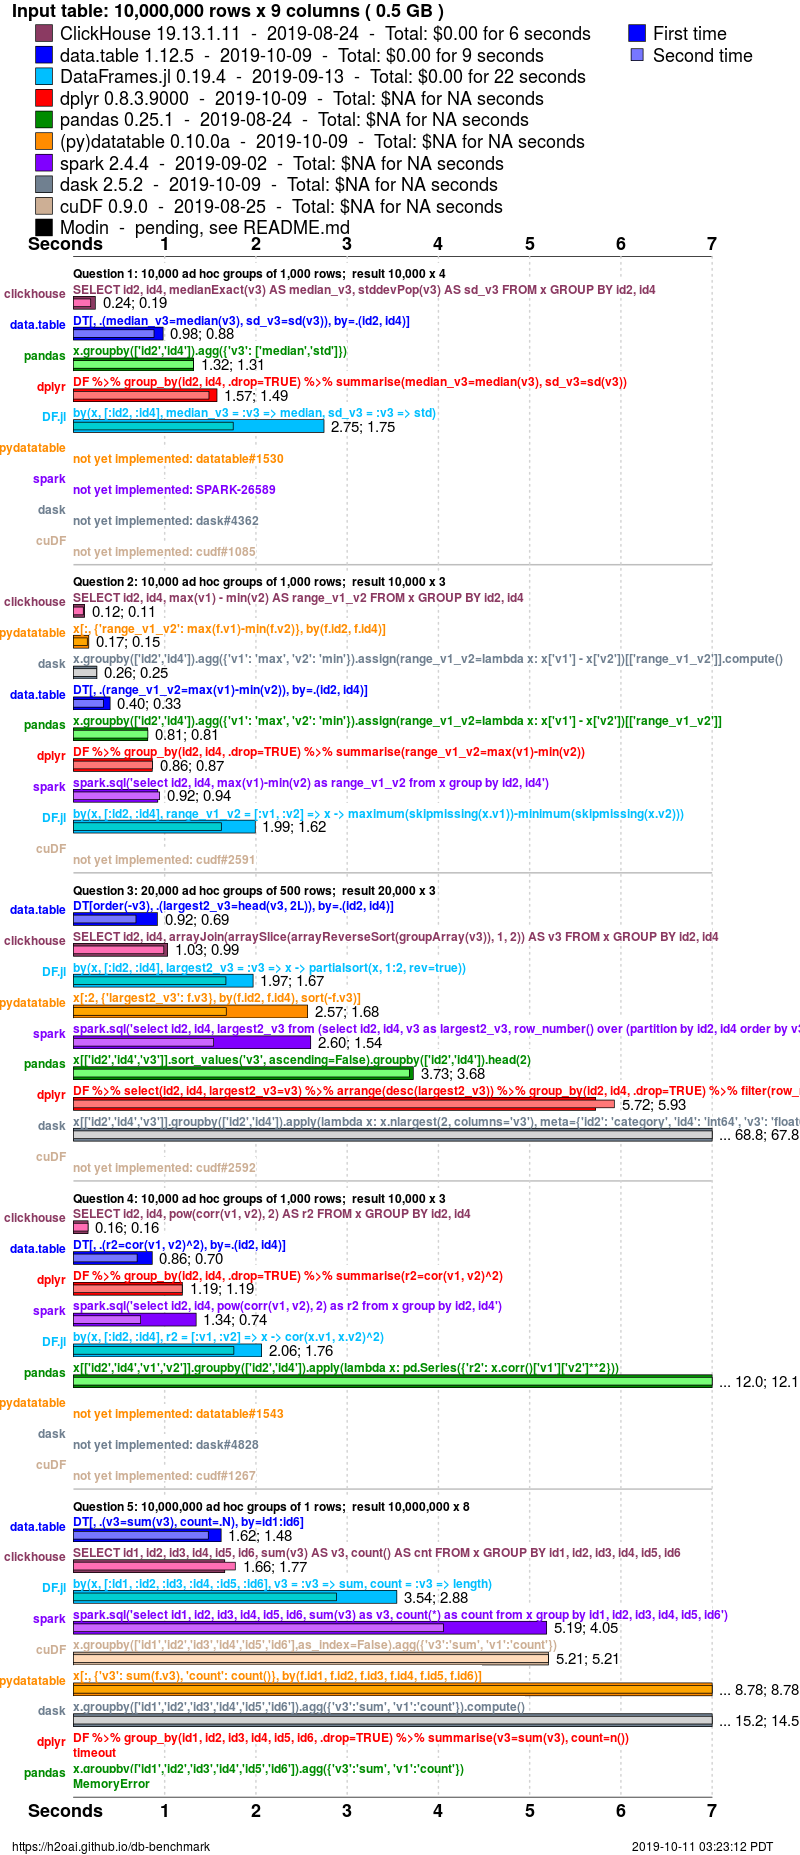 Input table: 10,000,000 rows x 9 columns ( 0.5 GB )
ClickHouse 19.13.1.11 - 2019-08-24 - Total: $0.00 for 6 seconds
First time
data.table 1.12.5 - 2019-10-09 - Total: $0.00 for 9 seconds
Second time
DataFrames.jl 0.19.4 - 2019-09-13 - Total: $0.00 for 22 seconds
dplyr 0.8.3.9000 - 2019-10-09 - Total: $NA for NA seconds
pandas 0.25.1 - 2019-08-24 - Total: $NA for NA seconds
(py)datatable 0.10.0a - 2019-10-09 - Total: $NA for NA seconds
spark 2.4.4 - 2019-09-02 - Total: $NA for NA seconds
dask 2.5.2 - 2019-10-09 - Total: $NA for NA seconds
cuDF 0.9.0 - 2019-08-25 - Total: $NA for NA seconds
Modin - pending, see README.md
Seconds 1 2 3 4 5 6 7
Question 1: 10,000 ad hoc groups of 1,000 rows; result 10,000 x 4
clickhouse SELECT id2, id4, medianExact(v3) AS median_v3, stddevPop(v3) AS sd_v3 FROM x GROUP BY id2, id4
0.24; 0.19
data.table DT[, .(median_v3=median(v3), sd_v3=sd(v3)), by=.(id2, id4)]
0.98; 0.88
pandas x.groupby(['id2','id4']).agg({'v3': ['median','std']})
1.32; 1.31
dplyr DF %>% group_by(id2, id4, .drop=TRUE) %>% summarise(median_v3=median(v3), sd_v3=sd(v3))
1.57; 1.49
DF.jl by(x, [:id2, :id4], median_v3 = :v3 => median, sd_v3 = :v3 => std)
2.75; 1.75
pydatatable
not yet implemented: datatable#1530
spark
not yet implemented: SPARK-26589
dask
not yet implemented: dask#4362
cuDF
not yet implemented: cudf#1085
Question 2: 10,000 ad hoc groups of 1,000 rows; result 10,000 x 3
clickhouse SELECT id2, id4, max(v1) - min(v2) AS range_v1_v2 FROM x GROUP BY id2, id4
0.12; 0.11
pydatatable x[:, {'range_v1_v2': max(f.v1)-min(f.v2)}, by(f.id2, f.id4)]
0.17; 0.15
dask x.groupby(['id2','id4']).agg({'v1': 'max', 'v2': 'min'}).assign(range_v1_v2=lambda x: x['v1'] - x['v2'])[['range_v1_v2']].compute()
0.26; 0.25
data.table DT[, .(range_v1_v2=max(v1)-min(v2)), by=.(id2, id4)]
0.40; 0.33
pandas x.groupby(['id2','id4']).agg({'v1': 'max', 'v2': 'min'}).assign(range_v1_v2=lambda x: x['v1'] - x['v2'])[['range_v1_v2']]
0.81; 0.81
dplyr DF %>% group_by(id2, id4, .drop=TRUE) %>% summarise(range_v1_v2=max(v1)-min(v2))
0.86; 0.87
spark spark.sql('select id2, id4, max(v1)-min(v2) as range_v1_v2 from x group by id2, id4')
0.92; 0.94
DF.jl by(x, [:id2, :id4], range_v1_v2 = [:v1, :v2] => x -> maximum(skipmissing(x.v1))-minimum(skipmissing(x.v2)))
1.99; 1.62
cuDF
not yet implemented: cudf#2591
Question 3: 20,000 ad hoc groups of 500 rows; result 20,000 x 3
data.table DT[order(-v3), .(largest2_v3=head(v3, 2L)), by=.(id2, id4)]
0.92; 0.69
clickhouse SELECT id2, id4, arrayJoin(arraySlice(arrayReverseSort(groupArray(v3)), 1, 2)) AS v3 FROM x GROUP BY id2, id4
1.03; 0.99
DF.jl by(x, [:id2, :id4], largest2_v3 = :v3 => x -> partialsort(x, 1:2, rev=true))
1.97; 1.67
pydatatable x[:2, {'largest2_v3': f.v3}, by(f.id2, f.id4), sort(-f.v3)]
2.57; 1.68
spark spark.sql('select id2, id4, largest2_v3 from (select id2, id4, v3 as largest2_v3, row_number() over (partition by id2, id4 order by v3
2.60; 1.54
pandas x[['id2','id4','v3']].sort_values('v3', ascending=False).groupby(['id2','id4']).head(2)
3.73; 3.68
dplyr DF %>% select(id2, id4, largest2_v3=v3) %>% arrange(desc(largest2_v3)) %>% group_by(id2, id4, .drop=TRUE) %>% filter(row_
5.72; 5.93
dask x[['id2','id4','v3']].groupby(['id2','id4']).apply(lambda x: x.nlargest(2, columns='v3'), meta={'id2': 'category', 'id4': 'int64', 'v3': 'float
... 68.8; 67.8
cuDF
not yet implemented: cudf#2592
Question 4: 10,000 ad hoc groups of 1,000 rows; result 10,000 x 3
clickhouse SELECT id2, id4, pow(corr(v1, v2), 2) AS r2 FROM x GROUP BY id2, id4
0.16; 0.16
data.table DT[, .(r2=cor(v1, v2)^2), by=.(id2, id4)]
0.86; 0.70
dplyr DF %>% group_by(id2, id4, .drop=TRUE) %>% summarise(r2=cor(v1, v2)^2)
1.19; 1.19
spark spark.sql('select id2, id4, pow(corr(v1, v2), 2) as r2 from x group by id2, id4')
1.34; 0.74
DF.jl by(x, [:id2, :id4], r2 = [:v1, :v2] => x -> cor(x.v1, x.v2)^2)
2.06; 1.76
pandas x[['id2','id4','v1','v2']].groupby(['id2','id4']).apply(lambda x: pd.Series({'r2': x.corr()['v1']['v2']**2}))
... 12.0; 12.1
pydatatable
not yet implemented: datatable#1543
dask
not yet implemented: dask#4828
cuDF
not yet implemented: cudf#1267
Question 5: 10,000,000 ad hoc groups of 1 rows; result 10,000,000 x 8
data.table DT[, .(v3=sum(v3), count=.N), by=id1:id6]
1.62; 1.48
clickhouse SELECT id1, id2, id3, id4, id5, id6, sum(v3) AS v3, count() AS cnt FROM x GROUP BY id1, id2, id3, id4, id5, id6
1.66; 1.77
DF.jl by(x, [:id1, :id2, :id3, :id4, :id5, :id6], v3 = :v3 => sum, count = :v3 => length)
3.54; 2.88
spark spark.sql('select id1, id2, id3, id4, id5, id6, sum(v3) as v3, count(*) as count from x group by id1, id2, id3, id4, id5, id6')
5.19; 4.05
cuDF x.groupby(['id1','id2','id3','id4','id5','id6'],as_index=False).agg({'v3':'sum', 'v1':'count'})
5.21; 5.21
pydatatable x[:, {'v3': sum(f.v3), 'count': count()}, by(f.id1, f.id2, f.id3, f.id4, f.id5, f.id6)]
... 8.78; 8.78
dask x.groupby(['id1','id2','id3','id4','id5','id6']).agg({'v3':'sum', 'v1':'count'}).compute()
... 15.2; 14.5
dplyr DF %>% group_by(id1, id2, id3, id4, id5, id6, .drop=TRUE) %>% summarise(v3=sum(v3), count=n())
timeout
pandas x.groupby(['id1','id2','id3','id4','id5','id6']).agg({'v3':'sum', 'v1':'count'})
MemoryError
Seconds 1 2 3 4 5 6 7
https://h2oai.github.io/db-benchmark
2019-10-11 03:23:12 PDT